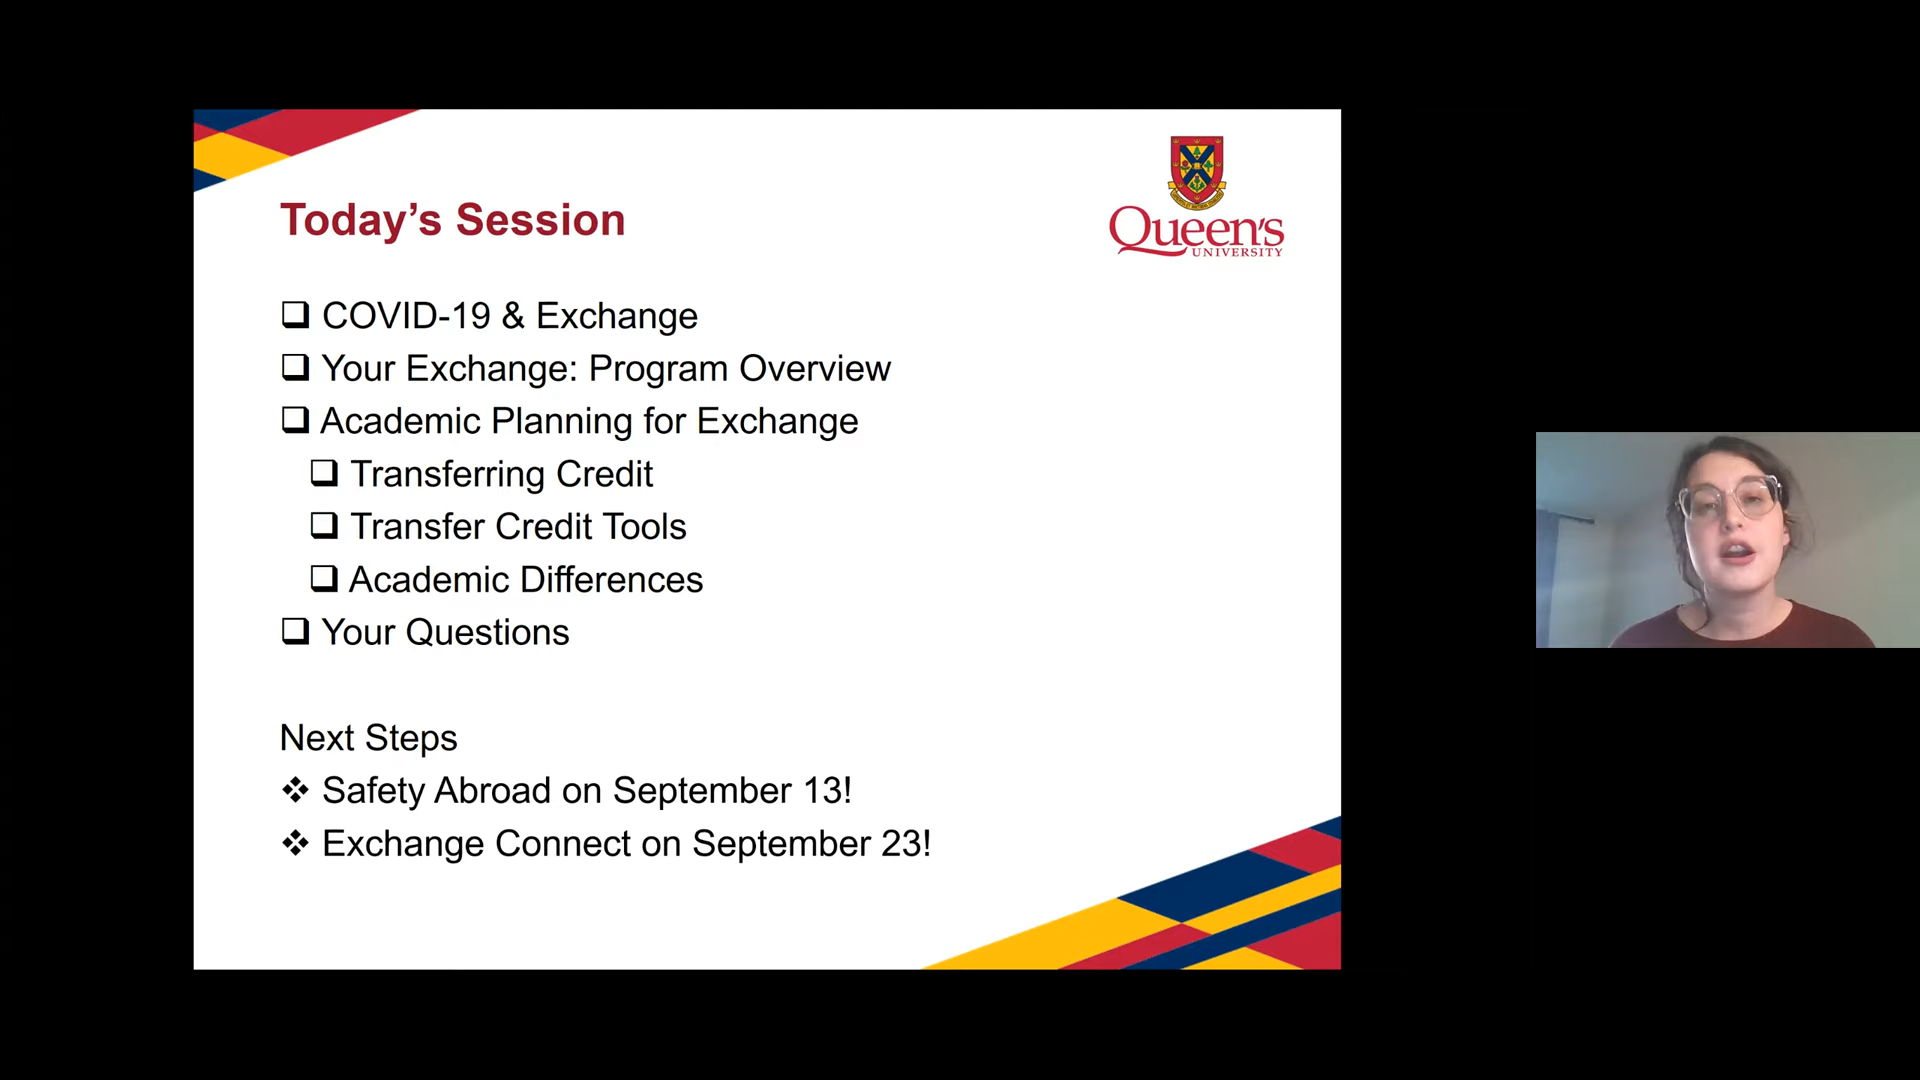 Today's Session
Queen's
UNIVERSITY
❑ COVID-19 & Exchange
❑ Your Exchange: Program Overview
❑ Academic Planning for Exchange
❑ Transferring Credit
❑ Transfer Credit Tools
❑ Academic Differences
❑ Your Questions
Next Steps
❖ Safety Abroad on September 13!
❖ Exchange Connect on September 23!